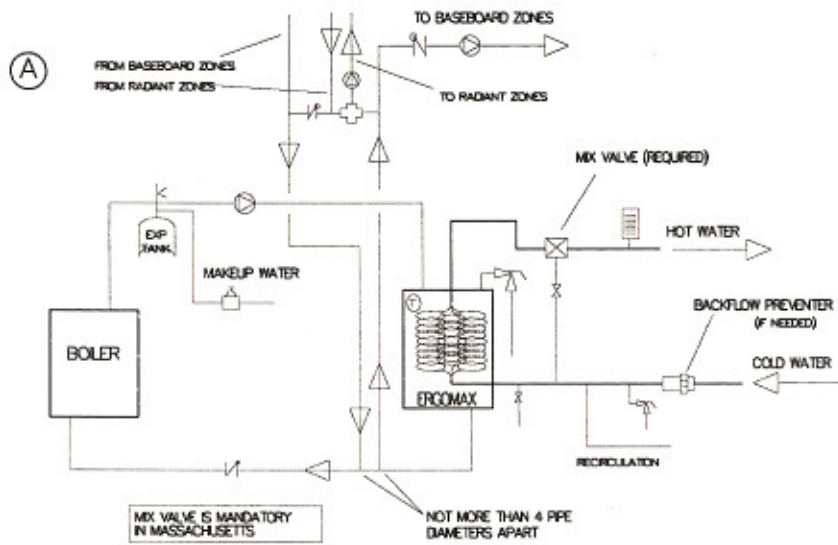 TO BASEBOARD ZONES
A
FROM BASEBOARD ZONES
FROM RADIANT ZONES
TO RADIANT ZONES
MIX VALVE (REQUIRED)
HOT WATER
EXP
TANK
MAKEUP WATER
BACKFLOW PREVENTER
(IF NEEDED)
COLD WATER
BOILER
T
ERGOMAX
RECIRCULATION
MIX VALVE IS MANDATORY
IN MASSACHUSETTS
NOT MORE THAN 4 PIPE
DIAMETERS APART